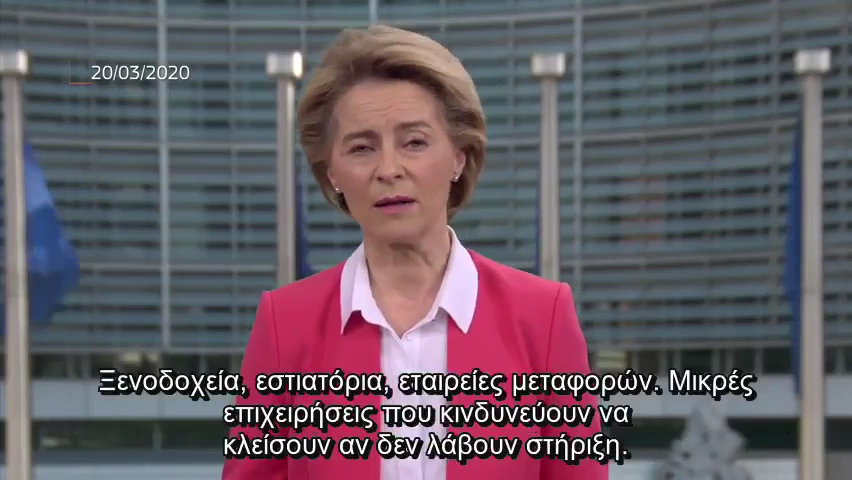 20/03/2020
Ξενοδοχεία, εστιατόρια, εταιρείες μεταφορών. Μικρές
επιχειρήσεις που κινδυνεύουν να
κλείσουν αν δεν λάβουν στήριξη.